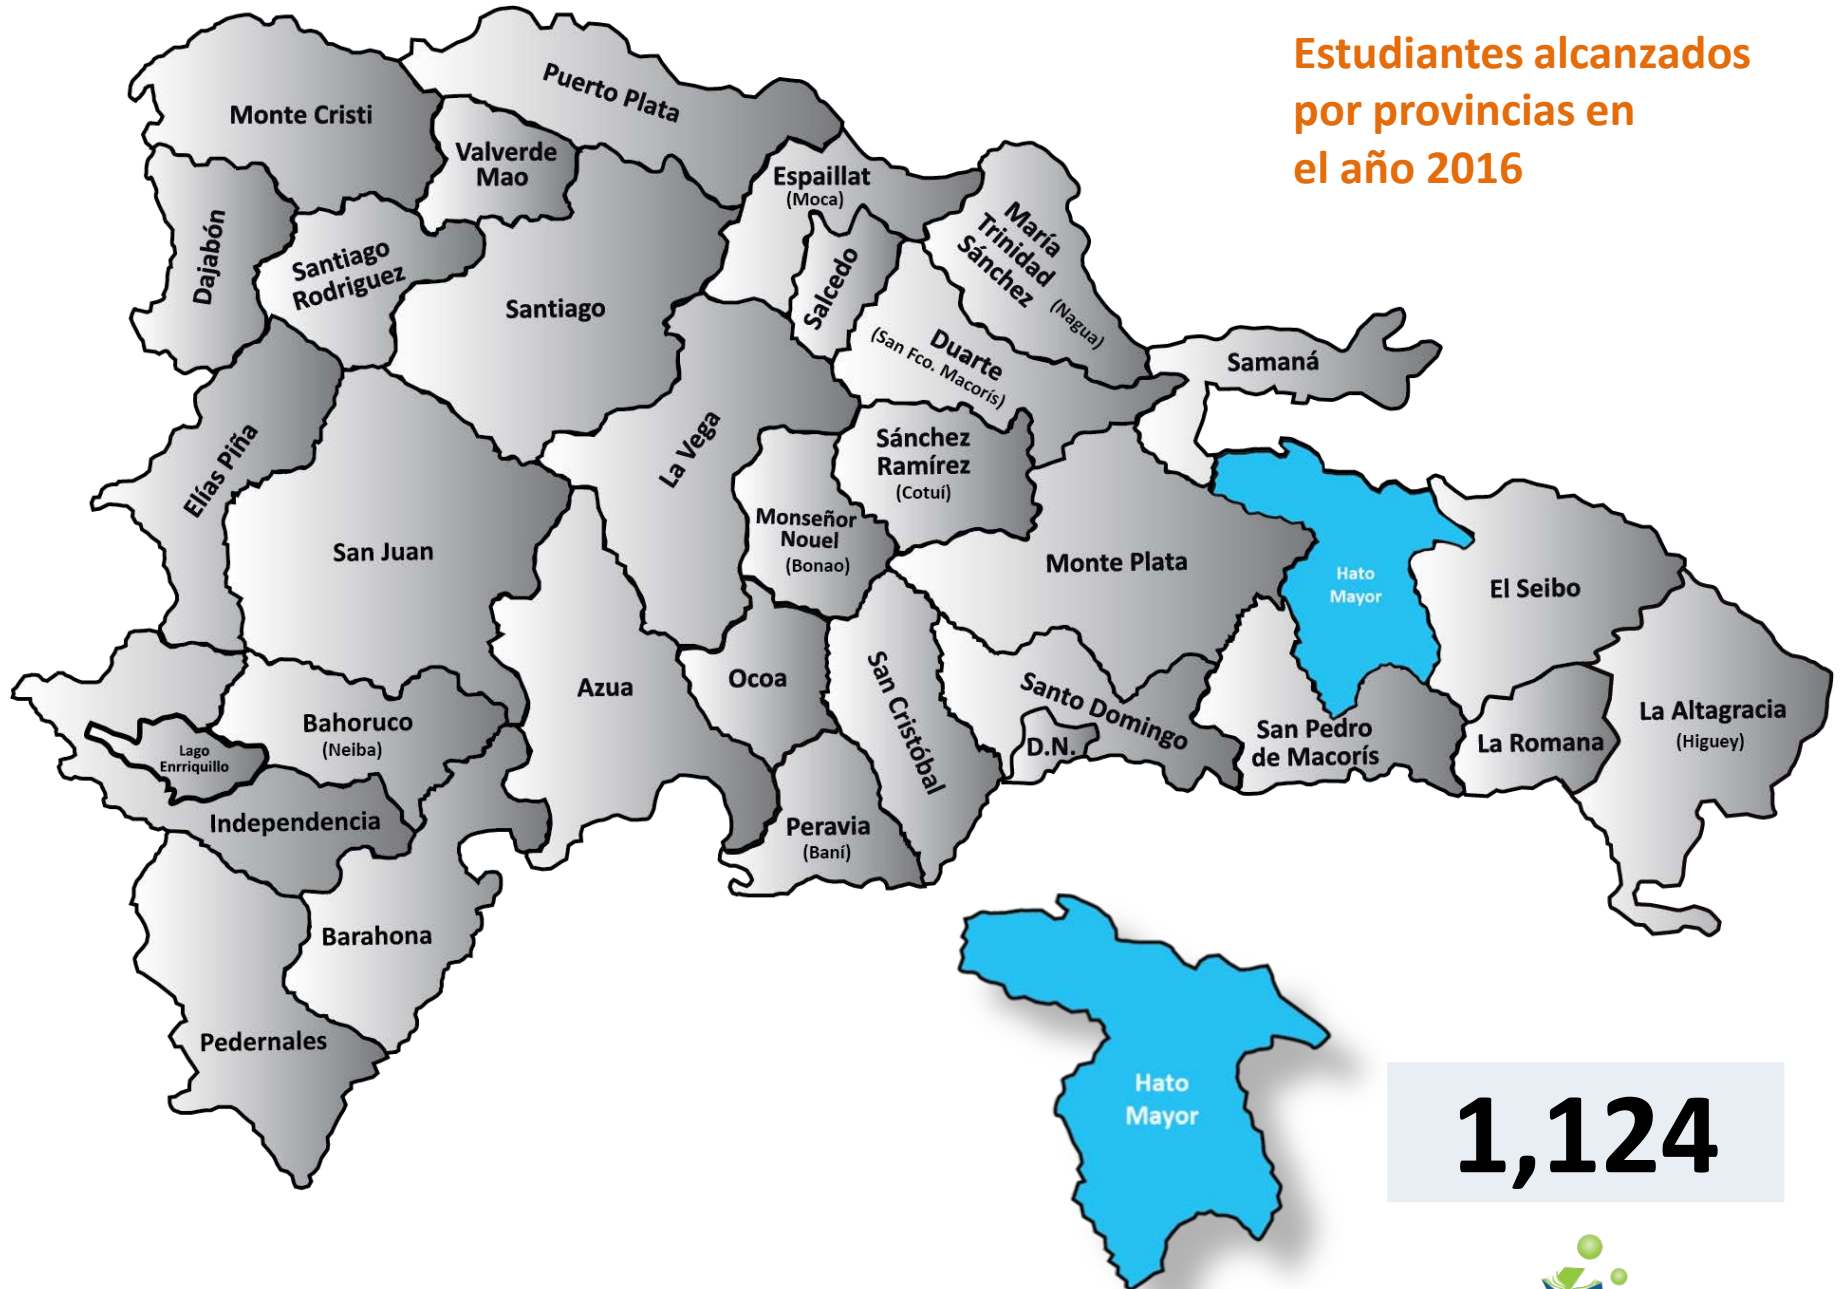 Estudiantes alcanzados
por provincias en
el año 2016
Puerto Plata
Monte Cristi
Valverde
Mao
Espaillat
(Moca)
María
Trinidad
Sánchez
(Nagua)
Dajabón
Santiago
Rodriguez
Salcedo
Santiago
Duarte
(San Fco. Macorís)
Samaná
Elías Piña
La Vega
Sánchez
Ramírez
(Cotuí)
San Juan
Monseñor
Nouel
(Bonao)
Monte Plata
Hato
Mayor
El Seibo
Azua
Ocoa
San Cristóbal
Santo Domingo
D.N.
San Pedro
de Macorís
La Romana
La Altagracia
(Higuey)
Bahoruco
(Neiba)
Lago
Enrriquillo
Independencia
Peravia
(Baní)
Barahona
Pedernales
Hato
Mayor
1,124